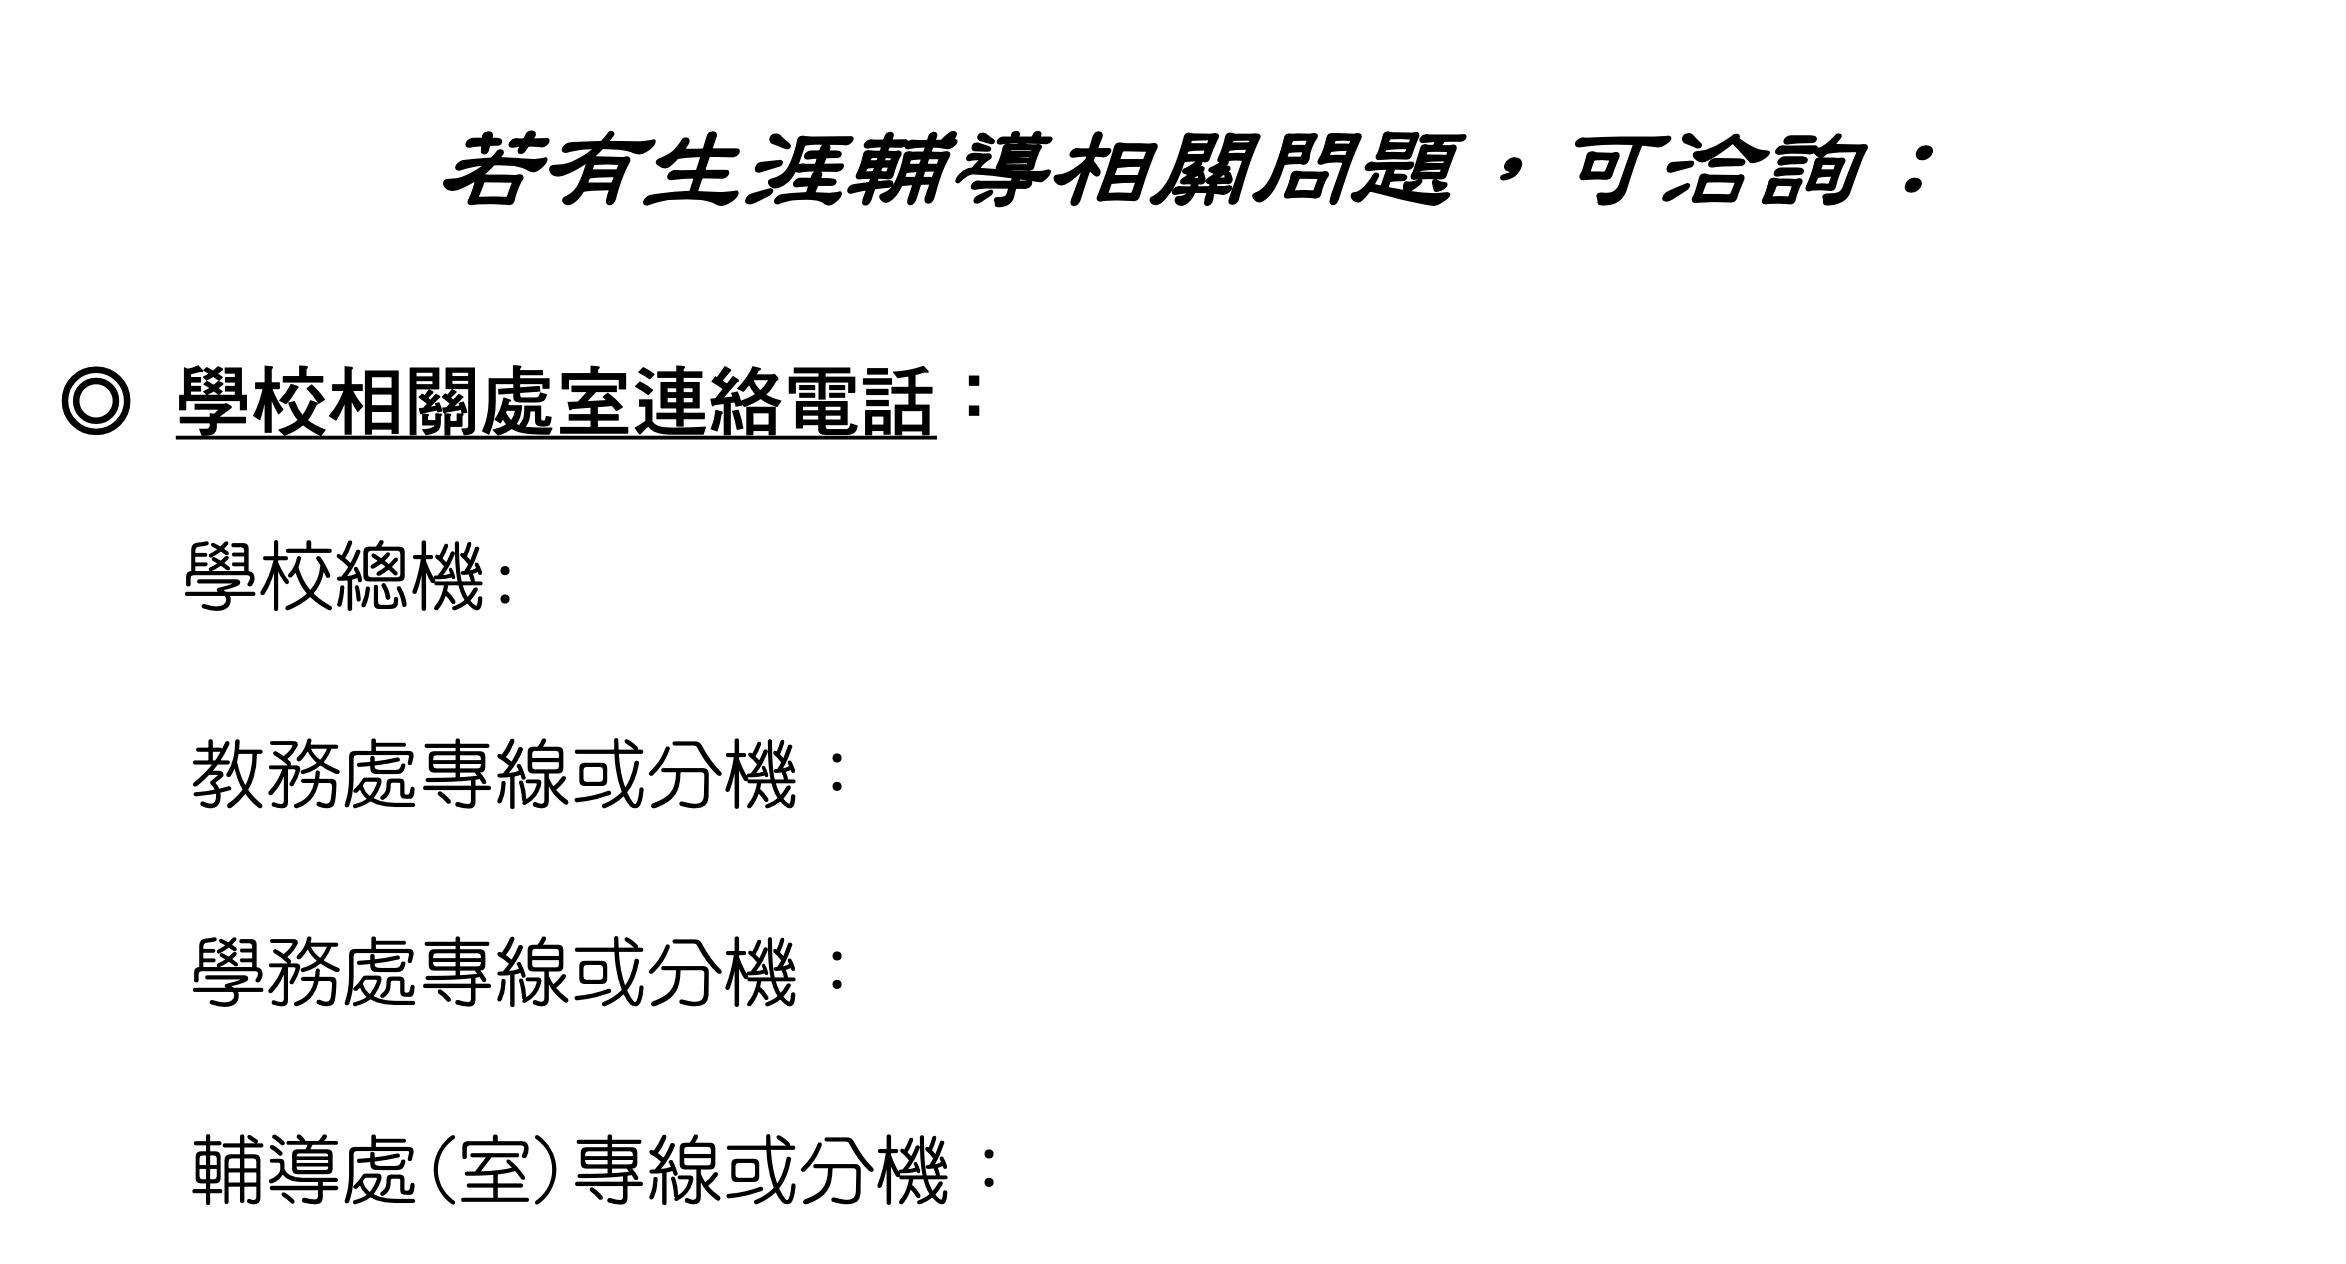 若有生涯輔導相關問題，可洽詢：
◎ 學校相關處室連絡電話：
學校總機:
教務處專線或分機：
學務處專線或分機：
輔導處(室)專線或分機：